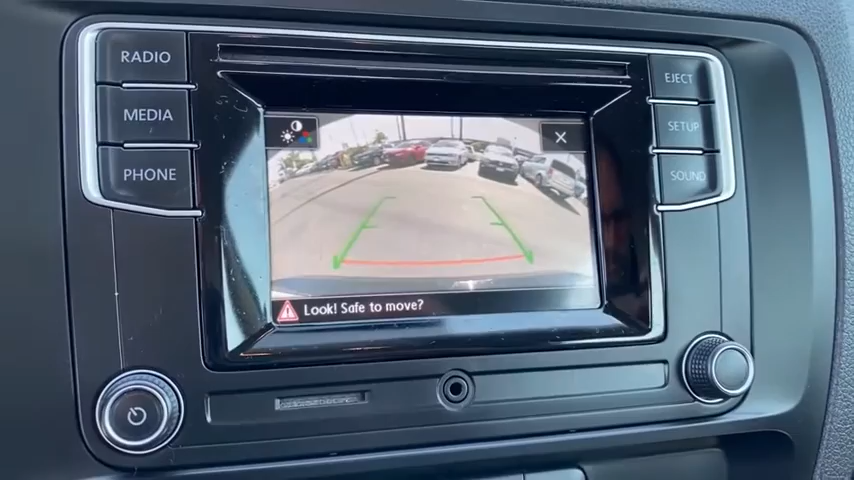 RADIO
MEDIA
PHONE
EJECT
SETUP
SOUND
Look! Safe to move?